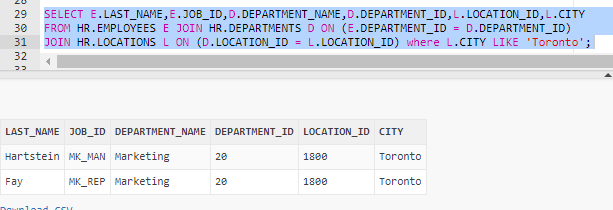 29 SELECT E.LAST_NAME,E.JOB_ID,D.DEPARTMENT_NAME,D.DEPARTMENT_ID,L.LOCATION_ID,L.CITY
30 FROM HR.EMPLOYEES E JOIN HR.DEPARTMENTS D ON (E.DEPARTMENT_ID = D.DEPARTMENT_ID)
31 JOIN HR.LOCATIONS L ON (D.LOCATION_ID = L.LOCATION_ID) where L.CITY LIKE 'Toronto';
32
LAST_NAME JOB_ID DEPARTMENT_NAME DEPARTMENT_ID LOCATION_ID CITY
Hartstein MK_MAN Marketing 20 1800 Toronto
Fay MK_REP Marketing 20 1800 Toronto
Download CSV